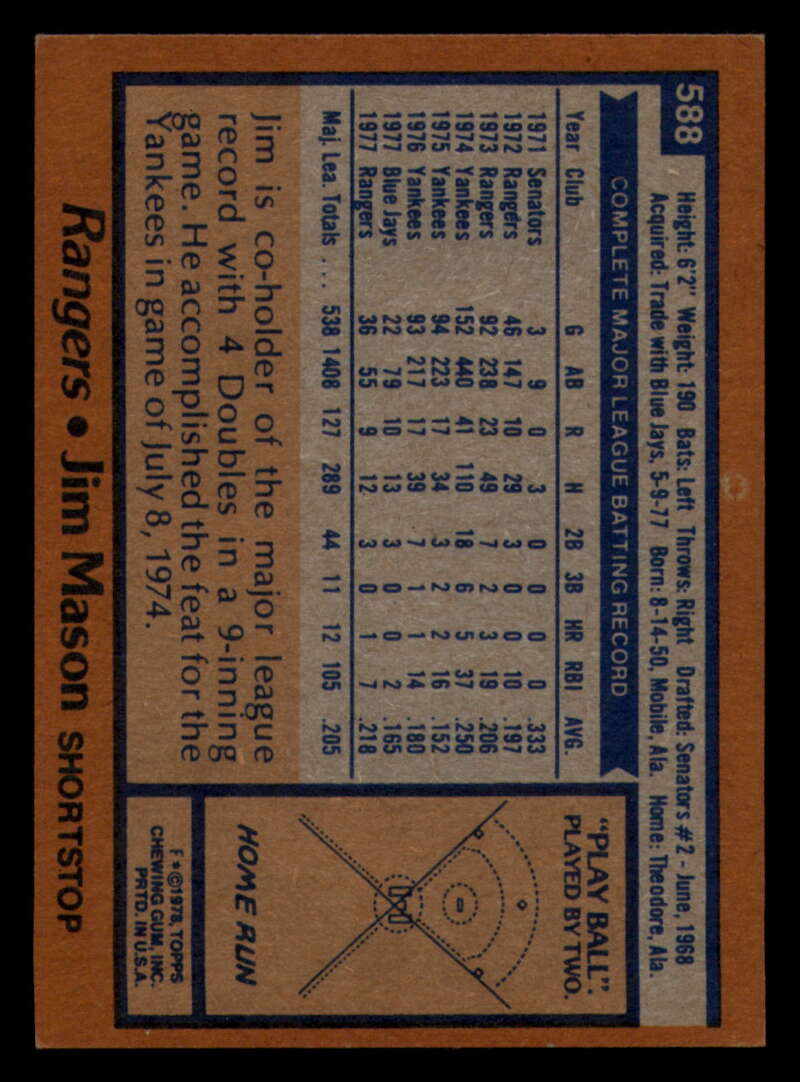 588
Height: 6'2" Weight: 190 Bats: Left Throws: Right Drafted: Senators #2 - June, 1968
Acquired: Trade with Blue Jays, 5-9-77 Born: 8-14-50, Mobile, Ala. Home: Theodore, Ala.
COMPLETE MAJOR LEAGUE BATTING RECORD
Year Club G AB R H 2B 3B HR RBI AVG.
1971 Senators 3 9 0 3 0 0 0 0 .333
1972 Rangers 46 147 10 29 3 0 0 10 .197
1973 Rangers 92 238 23 49 7 2 3 19 .206
1974 Yankees 152 440 41 110 18 6 5 37 .250
1975 Yankees 94 223 17 34 3 2 2 16 .152
1976 Yankees 93 217 17 39 7 1 1 14 .180
1977 Blue Jays 22 79 10 13 3 0 0 2 .165
1977 Rangers 36 55 9 12 3 0 1 7 .218
Maj. Lea. Totals ... 538 1408 127 289 44 11 12 105 .205
Jim is co-holder of the major league
record with 4 Doubles in a 9-inning
game. He accomplished the feat for the
Yankees in game of July 8, 1974.
"PLAY BALL":
PLAYED BY TWO.
HOME RUN
F*©1978, TOPPS
CHEWING GUM, INC.
PRTD. IN U.S.A.
Rangers • Jim Mason SHORTSTOP